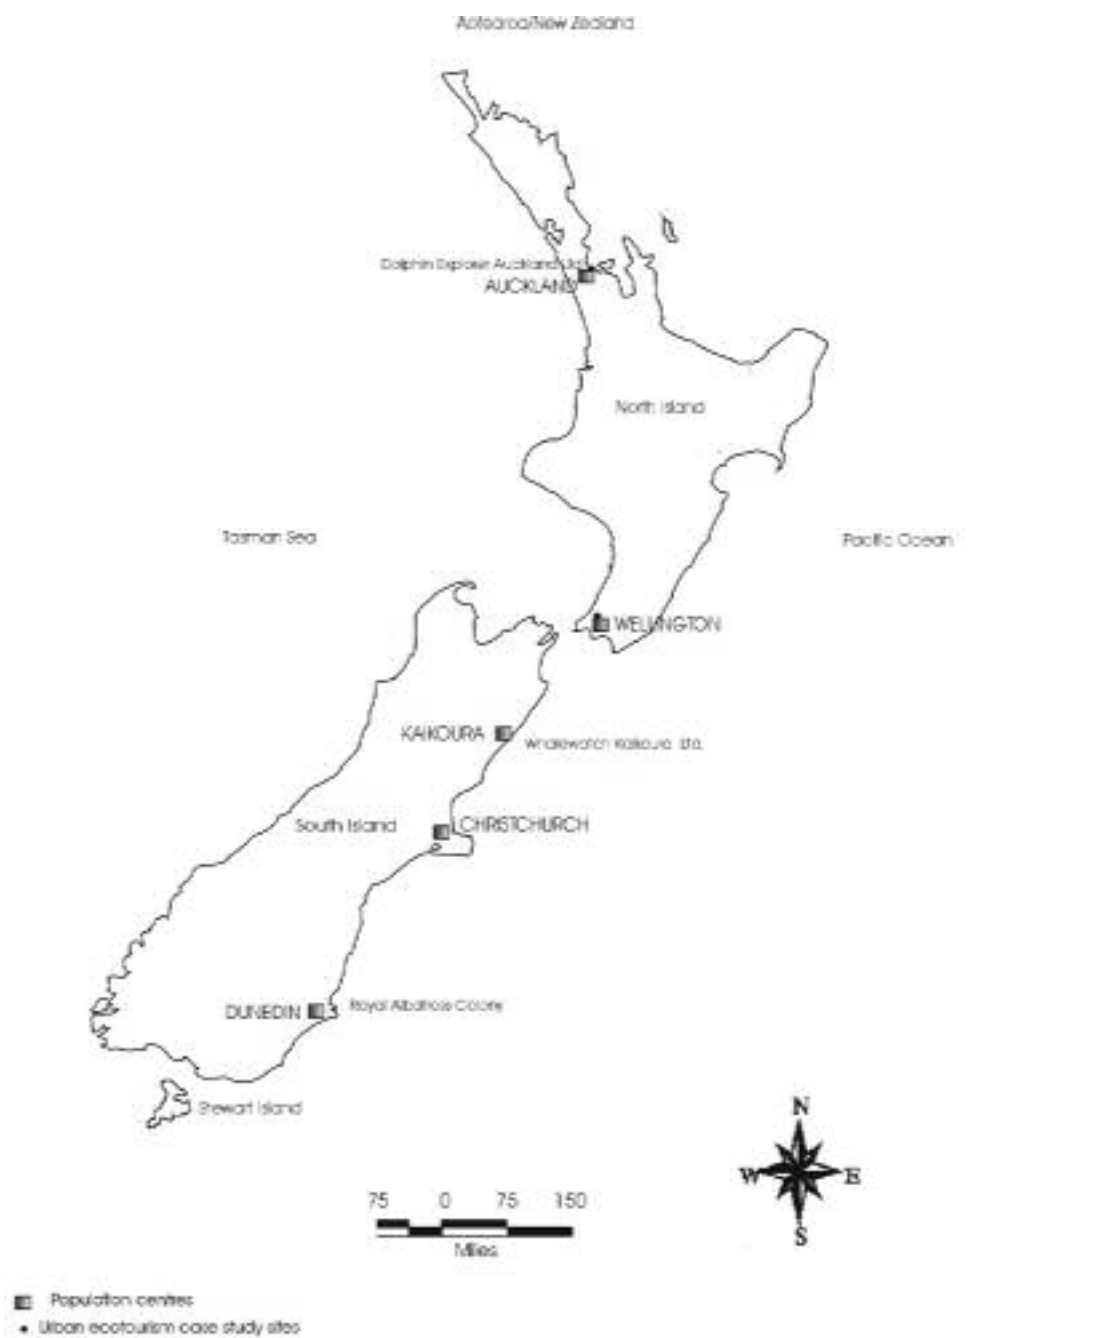 Aotearoa/New Zealand
Dolphin Explorer Auckland Ltd
AUCKLAND
North Island
Tasman Sea
Pacific Ocean
WELLINGTON
KAIKOURA
Whalewatch Kaikoura Ltd.
South Island
CHRISTCHURCH
DUNEDIN
Royal Albatross Colony
Stewart Island
N
W E
S
75 0 75 150
Miles
Population centres
Urban ecotourism case study sites